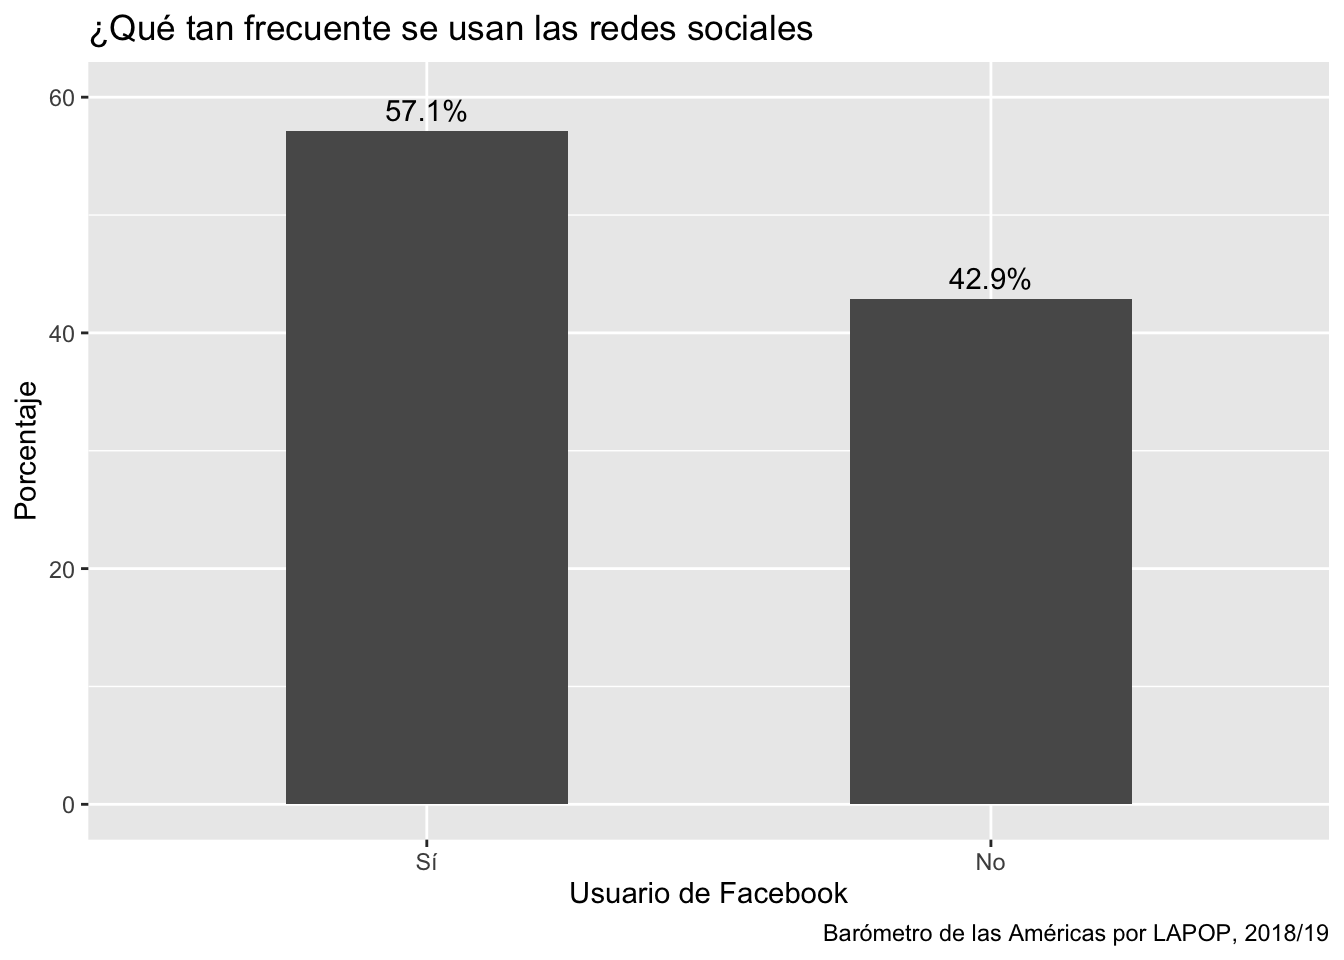 ¿Qué tan frecuente se usan las redes sociales
60
57.1%
42.9%
40
Porcentaje
20
0
Sí
No
Usuario de Facebook
Barómetro de las Américas por LAPOP, 2018/19